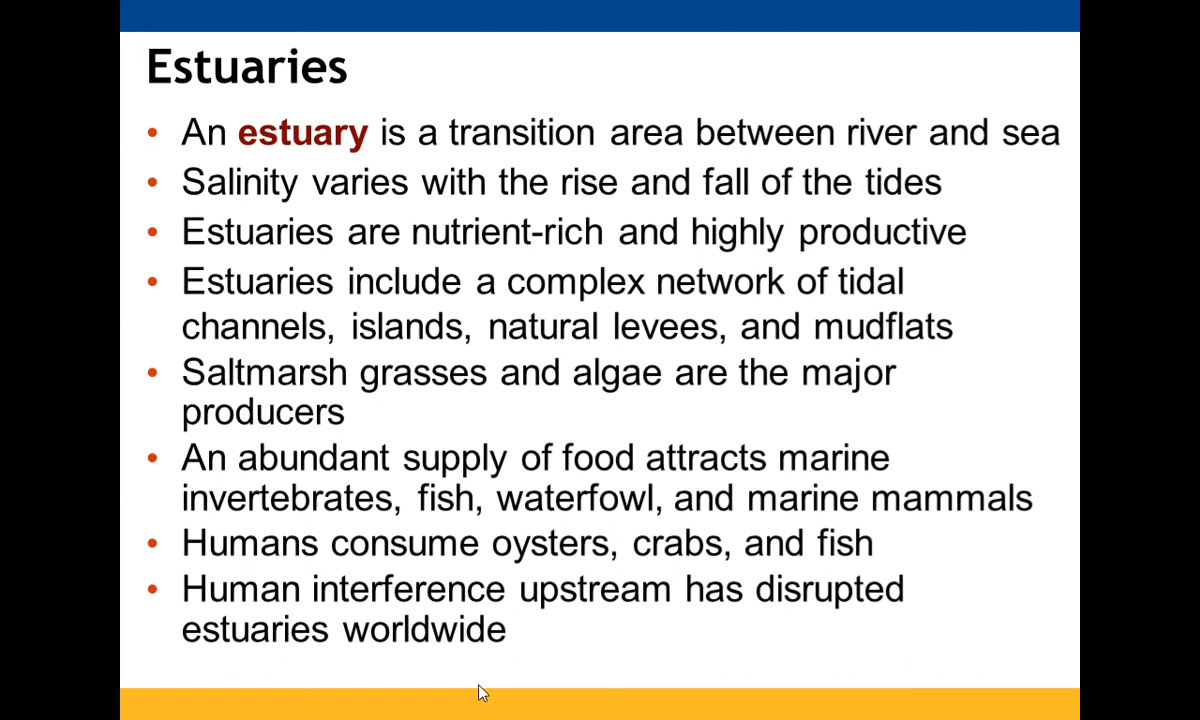 Estuaries
• An estuary is a transition area between river and sea
• Salinity varies with the rise and fall of the tides
• Estuaries are nutrient-rich and highly productive
• Estuaries include a complex network of tidal
channels, islands, natural levees, and mudflats
• Saltmarsh grasses and algae are the major
producers
• An abundant supply of food attracts marine
invertebrates, fish, waterfowl, and marine mammals
• Humans consume oysters, crabs, and fish
• Human interference upstream has disrupted
estuaries worldwide